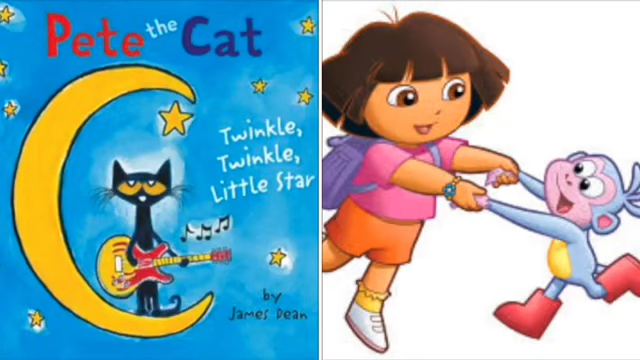 Pete the Cat
Twinkle,
Twinkle,
Little Star
by
James Dean